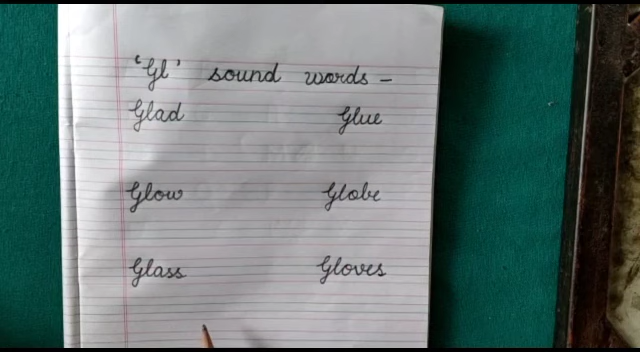 'Gl' sound words -
Glad Glue
Glow Globe
Glass Gloves